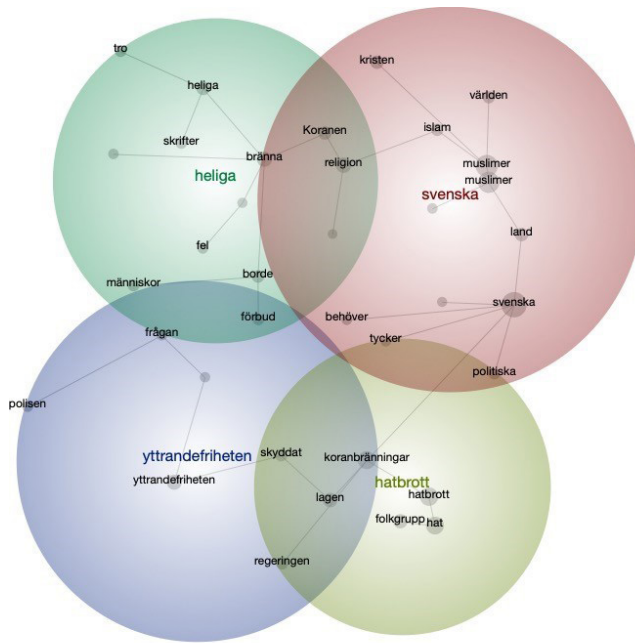 tro
kristen
heliga
världen
Koranen
islam
skrifter
bränna
religion
muslimer
heliga
muslimer
svenska
land
fel
borde
människor
svenska
förbud
behöver
frågan
tycker
politiska
polisen
yttrandefriheten
skyddat
koranbränningar
yttrandefriheten
hatbrott
lagen
hatbrott
folkgrupp
hat
regeringen